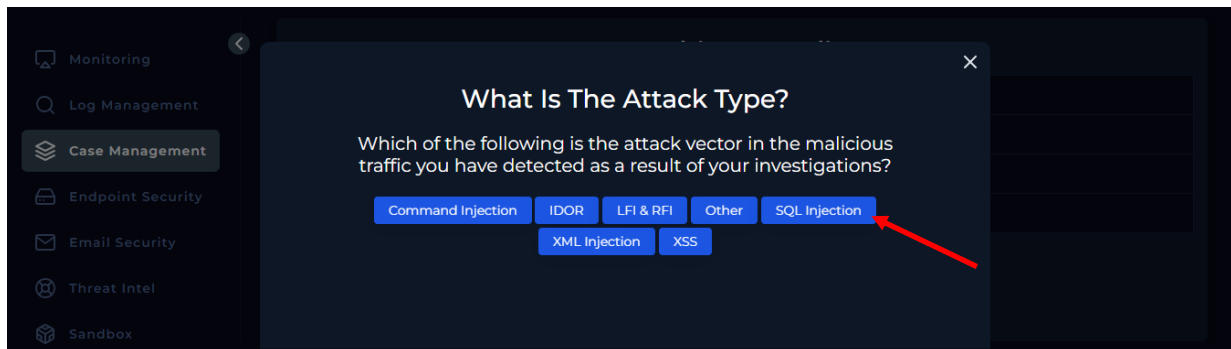 Monitoring
Log Management
Case Management
Endpoint Security
Email Security
Threat Intel
Sandbox
What Is The Attack Type?
Which of the following is the attack vector in the malicious
traffic you have detected as a result of your investigations?
Command Injection IDOR LFI & RFI Other SQL Injection
XML Injection XSS